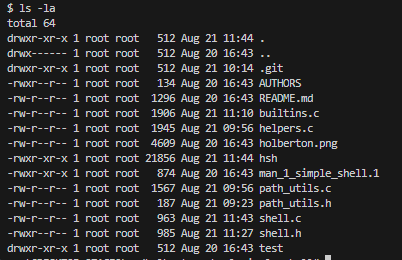 $ ls -la
total 64
drwxr-xr-x 1 root root   512 Aug 21 11:44 .
drwx------ 1 root root   512 Aug 20 16:43 ..
drwxr-xr-x 1 root root   512 Aug 21 10:14 .git
-rwxr--r-- 1 root root   134 Aug 20 16:43 AUTHORS
-rw-r--r-- 1 root root  1296 Aug 20 16:43 README.md
-rw-r--r-- 1 root root  1906 Aug 21 11:10 builtins.c
-rw-r--r-- 1 root root  1945 Aug 21 09:56 helpers.c
-rw-r--r-- 1 root root  4609 Aug 20 16:43 holberton.png
-rwxr-xr-x 1 root root 21856 Aug 21 11:44 hsh
-rwxr-xr-x 1 root root   874 Aug 20 16:43 man_1_simple_shell.1
-rw-r--r-- 1 root root  1567 Aug 21 09:56 path_utils.c
-rw-r--r-- 1 root root   187 Aug 21 09:23 path_utils.h
-rw-r--r-- 1 root root   963 Aug 21 11:43 shell.c
-rw-r--r-- 1 root root   985 Aug 21 11:27 shell.h
drwxr-xr-x 1 root root   512 Aug 20 16:43 test